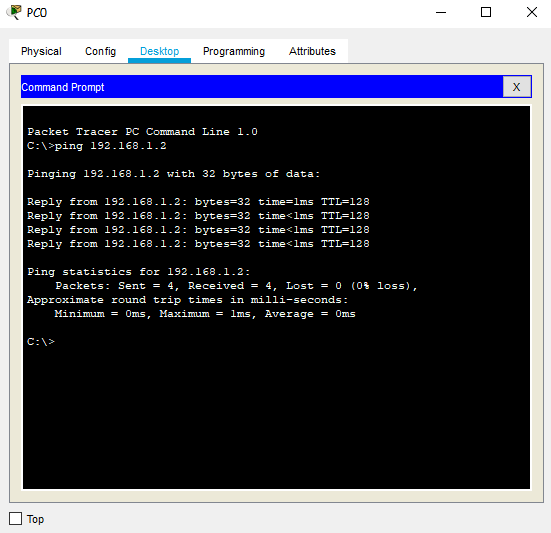 PC0
Physical Config Desktop Programming Attributes
Command Prompt X
Packet Tracer PC Command Line 1.0
C:\>ping 192.168.1.2
Pinging 192.168.1.2 with 32 bytes of data:
Reply from 192.168.1.2: bytes=32 time=1ms TTL=128
Reply from 192.168.1.2: bytes=32 time<1ms TTL=128
Reply from 192.168.1.2: bytes=32 time<1ms TTL=128
Reply from 192.168.1.2: bytes=32 time<1ms TTL=128
Ping statistics for 192.168.1.2:
    Packets: Sent = 4, Received = 4, Lost = 0 (0% loss),
Approximate round trip times in milli-seconds:
    Minimum = 0ms, Maximum = 1ms, Average = 0ms
C:\>
Top